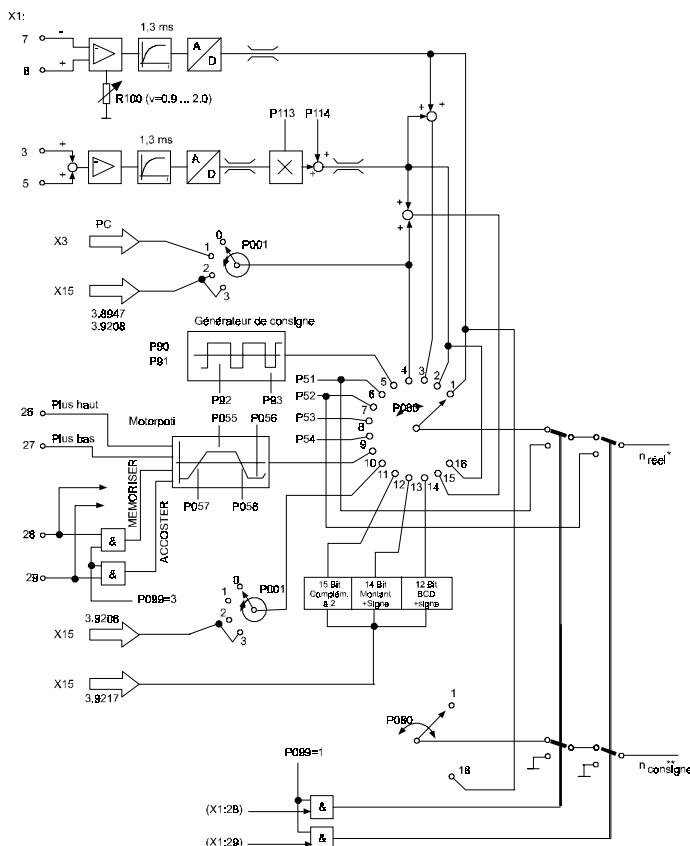 X1:
7 -
8 +
1,3 ms
A
D
R100 (v=0.9 ... 2.0)
+
+
P113 P114
3 +
5 +
1,3 ms
A
D
+
+
+
+
X3
PC
0
1
2
3
P001
X15
3.8947
3.9208
Générateur de consigne
P90
P91
P92 P93
P51
P52
P53
P54
1
2
3
4
5
6
7
8
9
10
11
12
13
14
15
16
26 Plus haut
27 Plus bas
Motorpoti
P055 P056
P057 P058
MEMORISER
ACCOSTER
n réel*
28
29
&
&
P099=3
0
1
2
3
P001
X15
3.9206
15 Bit
Complém.
à 2
14 Bit
Montant
+Signe
12 Bit
BCD
+signe
X15
3.9217
1
18
n consigne**
P099=1
(X1:28)
&
(X1:29)
&